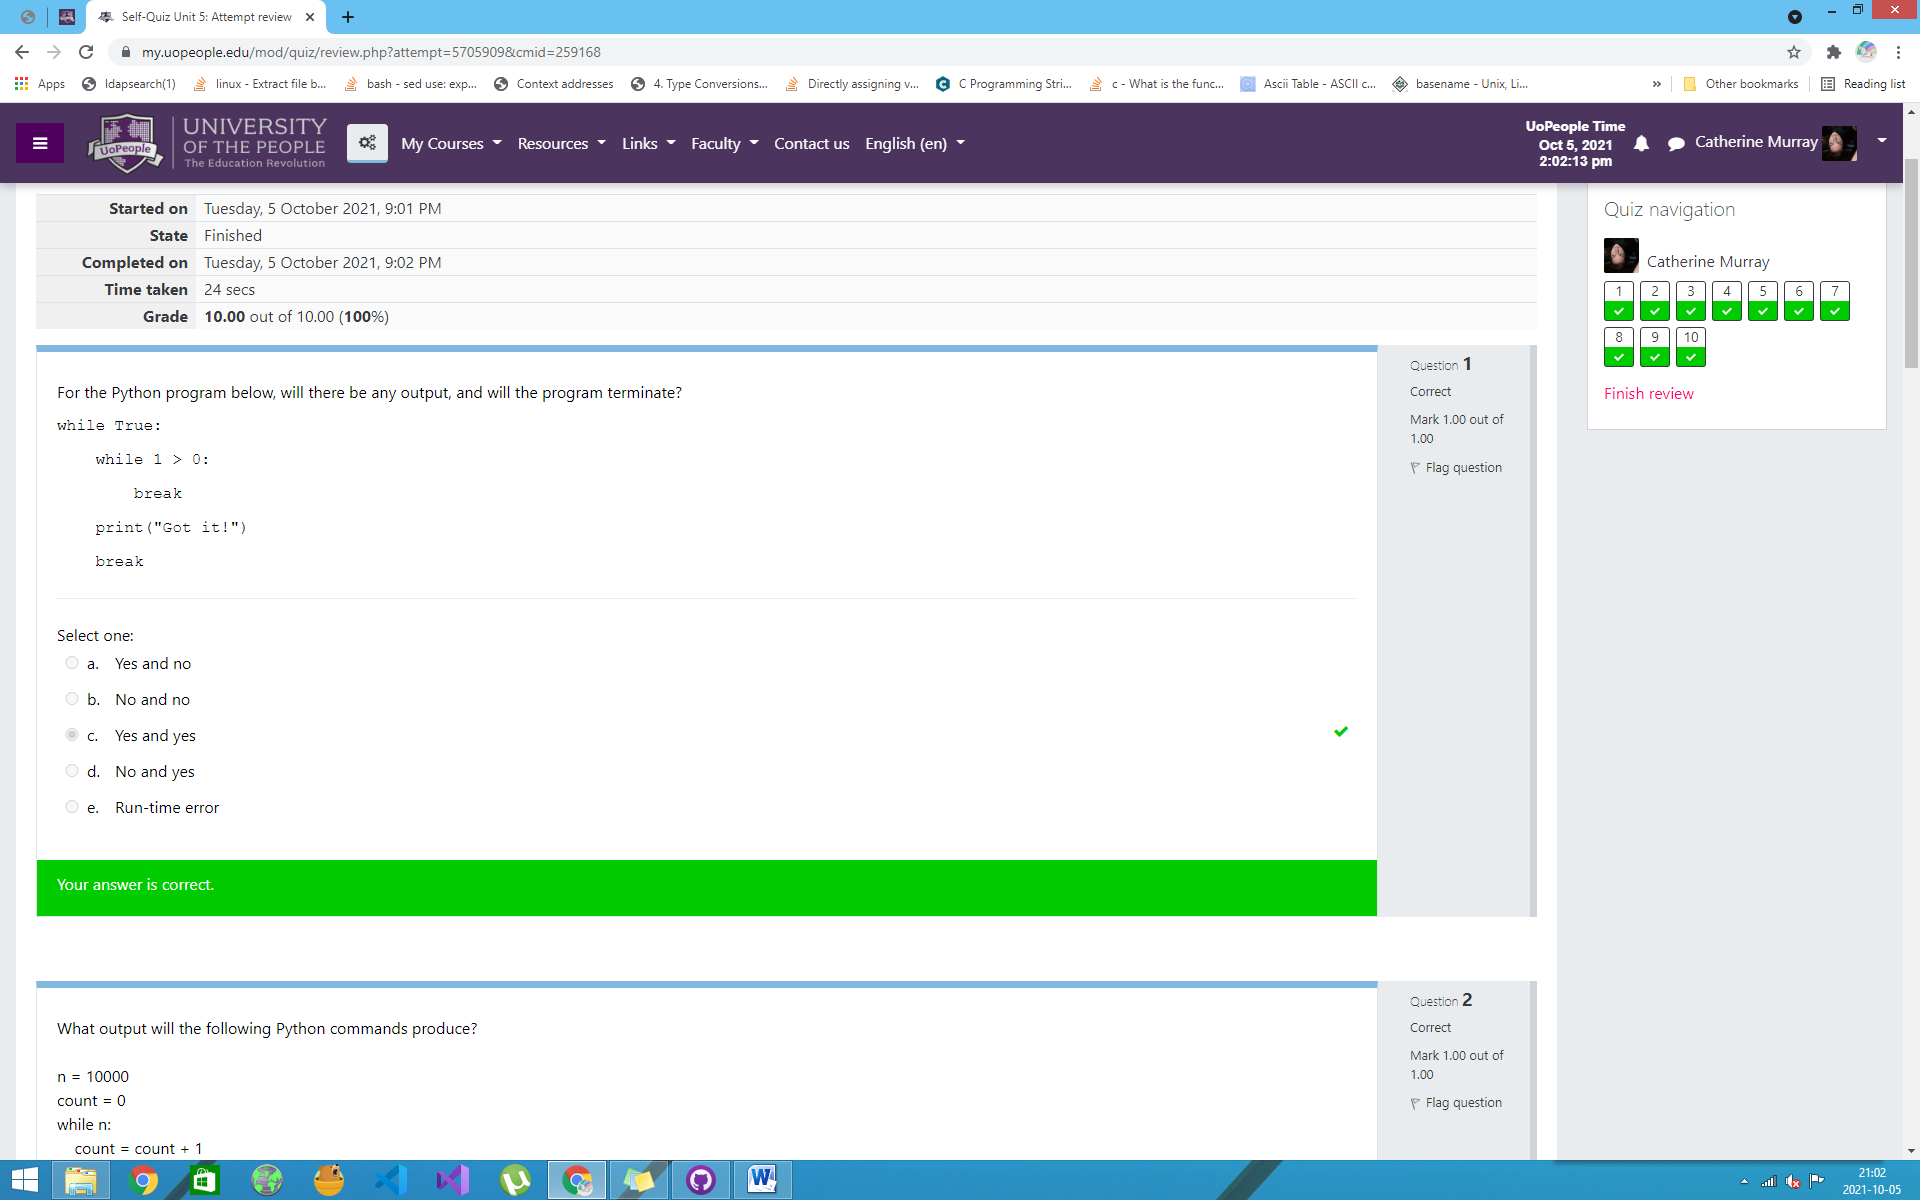 Self-Quiz Unit 5: Attempt review
my.uopeople.edu/mod/quiz/review.php?attempt=5705909&cmid=259168
Apps ldapsearch(1) linux - Extract file b... bash - sed use: exp... Context addresses 4. Type Conversions... Directly assigning v... C Programming Stri... c - What is the func... Ascii Table - ASCII c... basename - Unix, Li... » Other bookmarks Reading list
UoPeople
UNIVERSITY
OF THE PEOPLE
The Education Revolution
My Courses Resources Links Faculty Contact us English (en)
UoPeople Time
Oct 5, 2021
2:02:13 pm
Catherine Murray
Started on Tuesday, 5 October 2021, 9:01 PM
State Finished
Completed on Tuesday, 5 October 2021, 9:02 PM
Time taken 24 secs
Grade 10.00 out of 10.00 (100%)
Quiz navigation
Catherine Murray
1 2 3 4 5 6 7
8 9 10
Finish review
Question 1
Correct
Mark 1.00 out of
1.00
Flag question
For the Python program below, will there be any output, and will the program terminate?
while True:
    while 1 > 0:
        break
    print("Got it!")
    break
Select one:
a. Yes and no
b. No and no
c. Yes and yes
d. No and yes
e. Run-time error
Your answer is correct.
Question 2
Correct
Mark 1.00 out of
1.00
Flag question
What output will the following Python commands produce?
n = 10000
count = 0
while n:
    count = count + 1
21:02
2021-10-05